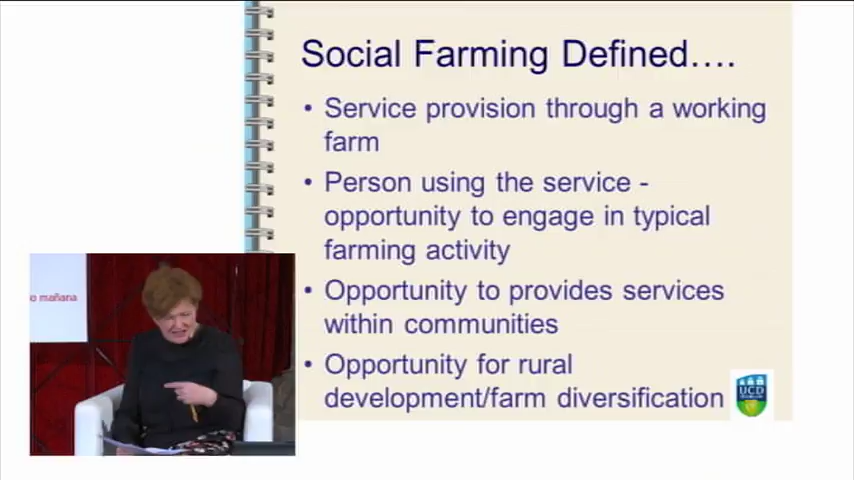 Social Farming Defined….
• Service provision through a working
farm
• Person using the service -
opportunity to engage in typical
farming activity
• Opportunity to provides services
within communities
• Opportunity for rural
development/farm diversification
mañana
UCD